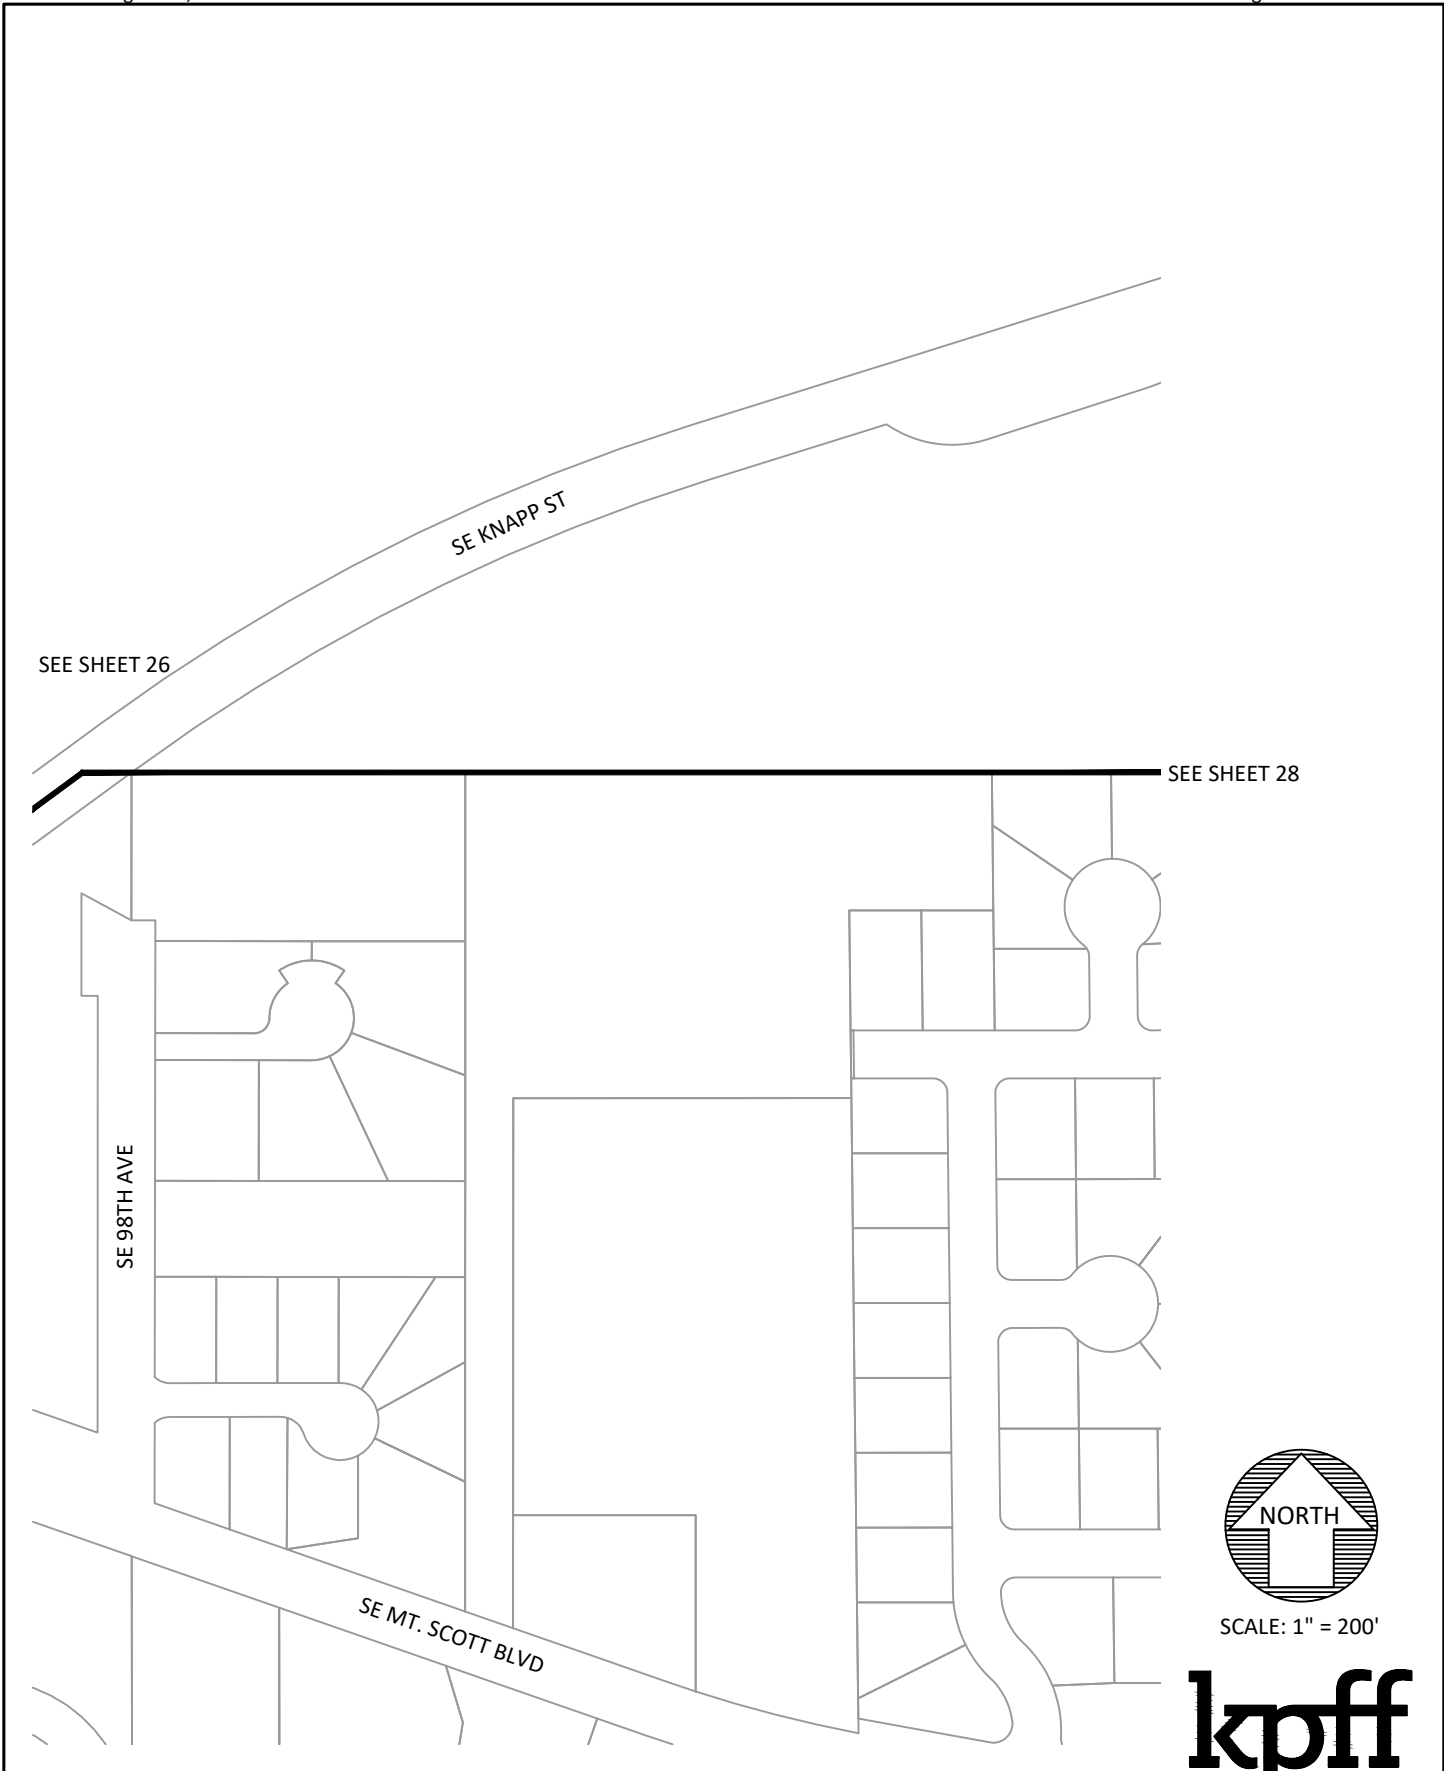 SE KNAPP ST
SEE SHEET 26
SEE SHEET 28
SE 98TH AVE
NORTH
SE MT. SCOTT BLVD
SCALE: 1" = 200'
kpff